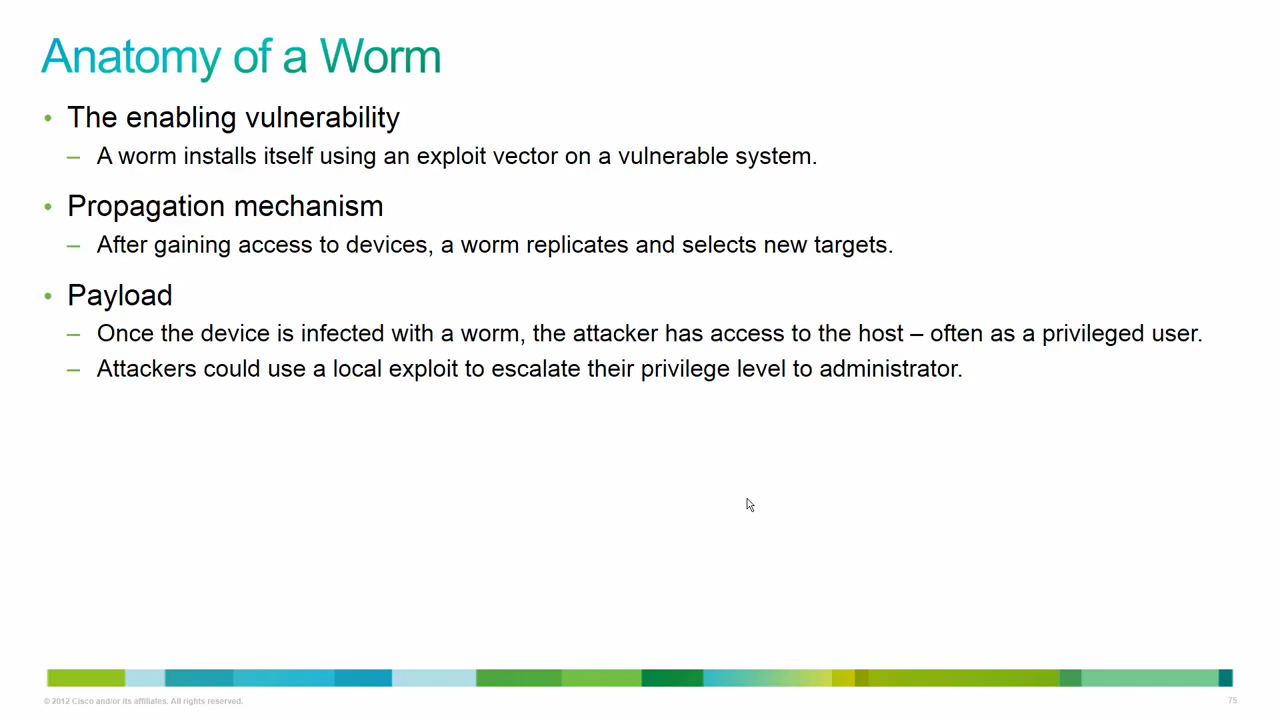 Anatomy of a Worm
• The enabling vulnerability
– A worm installs itself using an exploit vector on a vulnerable system.
• Propagation mechanism
– After gaining access to devices, a worm replicates and selects new targets.
• Payload
– Once the device is infected with a worm, the attacker has access to the host – often as a privileged user.
– Attackers could use a local exploit to escalate their privilege level to administrator.
© 2012 Cisco and/or its affiliates. All rights reserved.
75